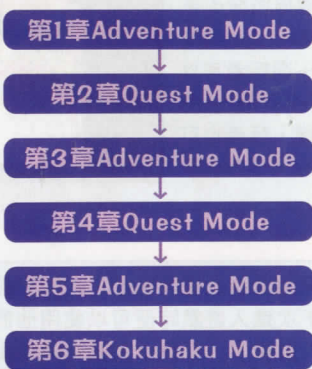 第1章Adventure Mode
第2章Quest Mode
第3章Adventure Mode
第4章Quest Mode
第5章Adventure Mode
第6章Kokuhaku Mode